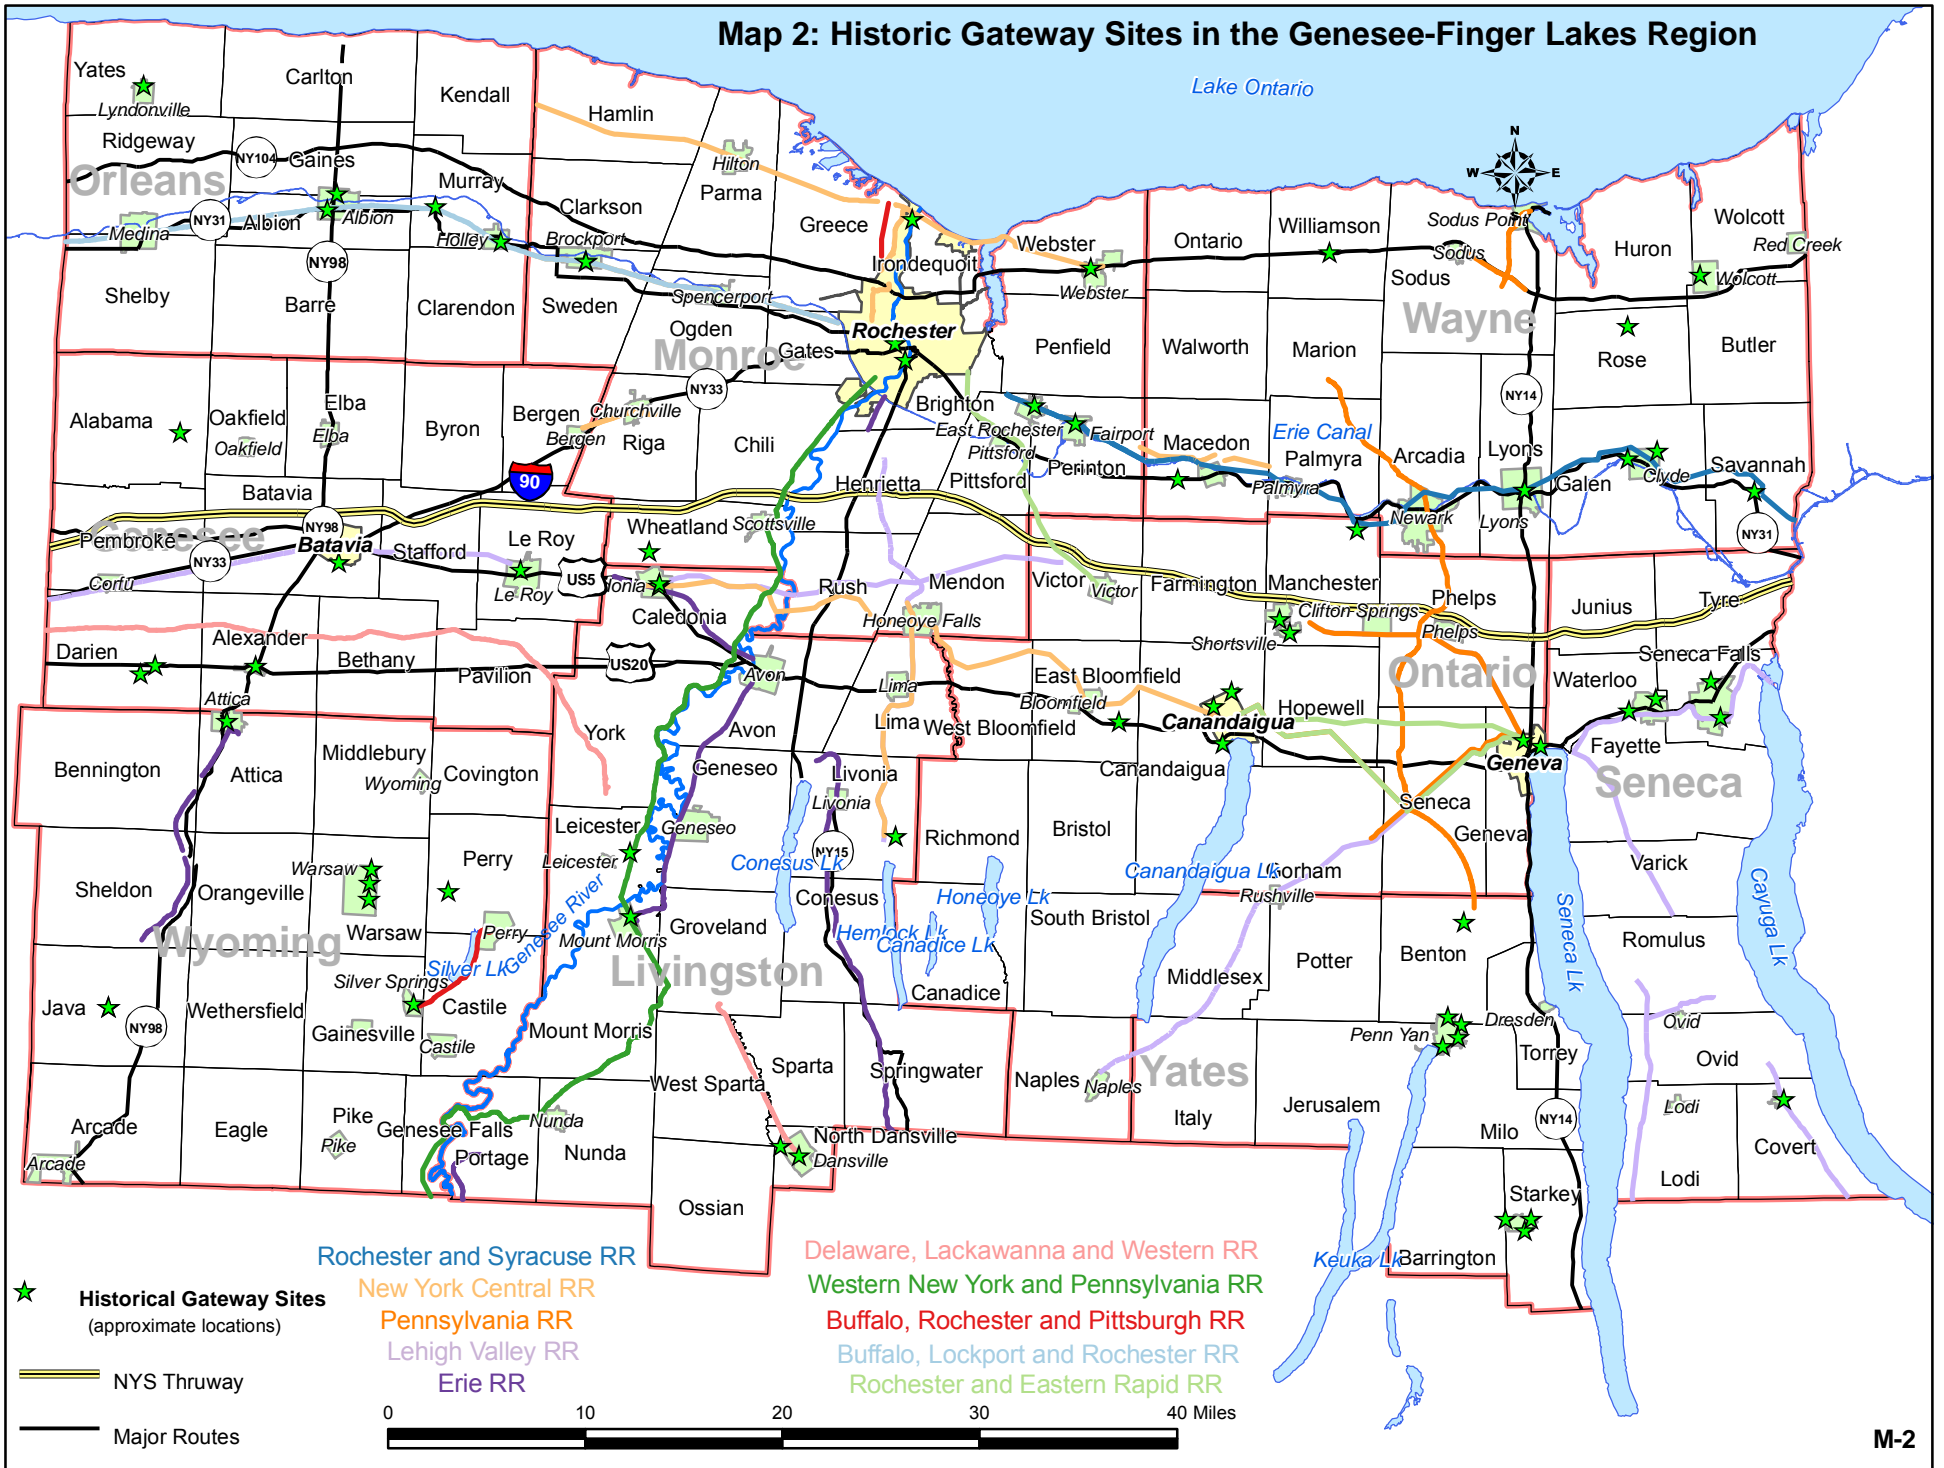 Map 2: Historic Gateway Sites in the Genesee-Finger Lakes Region
Lake Ontario
N
W
E
S
Yates
Lyndonville
Carlton
Kendall
Hamlin
Ridgeway
NY104
Gaines
Hilton
Parma
Orleans
Murray
Clarkson
Greece
NY31
Albion
Albion
Medina
Holley
Brockport
Irondequoit
Webster
Webster
Ontario
Williamson
Sodus Point
Sodus
Sodus
Huron
Wolcott
Red Creek
Wolcott
NY98
Shelby
Barre
Clarendon
Sweden
Spencerport
Ogden
Rochester
Monroe
Gates
Penfield
Walworth
Marion
Wayne
Rose
Butler
NY33
NY14
Alabama
Oakfield
Oakfield
Elba
Elba
Byron
Bergen
Bergen
Churchville
Riga
Chili
Brighton
East Rochester
Pittsford
Pittsford
Fairport
Perinton
Macedon
Erie Canal
Palmyra
Palmyra
Arcadia
Newark
Lyons
Lyons
Galen
Clyde
Savannah
NY31
90
Batavia
Henrietta
Genesee
Pembroke
NY98
Batavia
NY33
Stafford
Le Roy
Le Roy
US5
Corfu
Wheatland
Scottsville
onia
Caledonia
Rush
Mendon
Honeoye Falls
Victor
Victor
Farmington
Manchester
Clifton Springs
Shortsville
Phelps
Phelps
Junius
Tyre
Darien
Alexander
Bethany
Pavilion
US20
Avon
Avon
Lima
Lima
West Bloomfield
East Bloomfield
Bloomfield
Canandaigua
Canandaigua
Hopewell
Ontario
Geneva
Waterloo
Seneca Falls
Fayette
Seneca
Attica
Attica
York
Bennington
Middlebury
Wyoming
Covington
Geneseo
Geneseo
Livonia
Livonia
Leicester
Leicester
Conesus Lk
NY15
Richmond
Bristol
Canandaigua Lk
Seneca
Geneva
Gorham
Rushville
Varick
Sheldon
Orangeville
Warsaw
Warsaw
Perry
Perry
Wyoming
Silver Springs
Silver Lk
Genesee River
Mount Morris
Livingston
Groveland
Conesus
Hemlock Lk
Canadice Lk
Honeoye Lk
South Bristol
Canadice
Middlesex
Potter
Benton
Seneca Lk
Cayuga Lk
Romulus
Java
NY98
Wethersfield
Gainesville
Castile
Castile
Mount Morris
West Sparta
Sparta
Springwater
Naples
Naples
Yates
Italy
Jerusalem
Penn Yan
Dresden
Torrey
Ovid
Ovid
NY14
Milo
Lodi
Lodi
Covert
Arcade
Arcade
Eagle
Pike
Pike
Genesee Falls
Portage
Nunda
Nunda
North Dansville
Dansville
Ossian
Starkey
Keuka Lk
Barrington
Historical Gateway Sites
(approximate locations)
NYS Thruway
Major Routes
Rochester and Syracuse RR
New York Central RR
Pennsylvania RR
Lehigh Valley RR
Erie RR
Delaware, Lackawanna and Western RR
Western New York and Pennsylvania RR
Buffalo, Rochester and Pittsburgh RR
Buffalo, Lockport and Rochester RR
Rochester and Eastern Rapid RR
0 10 20 30 40 Miles
M-2